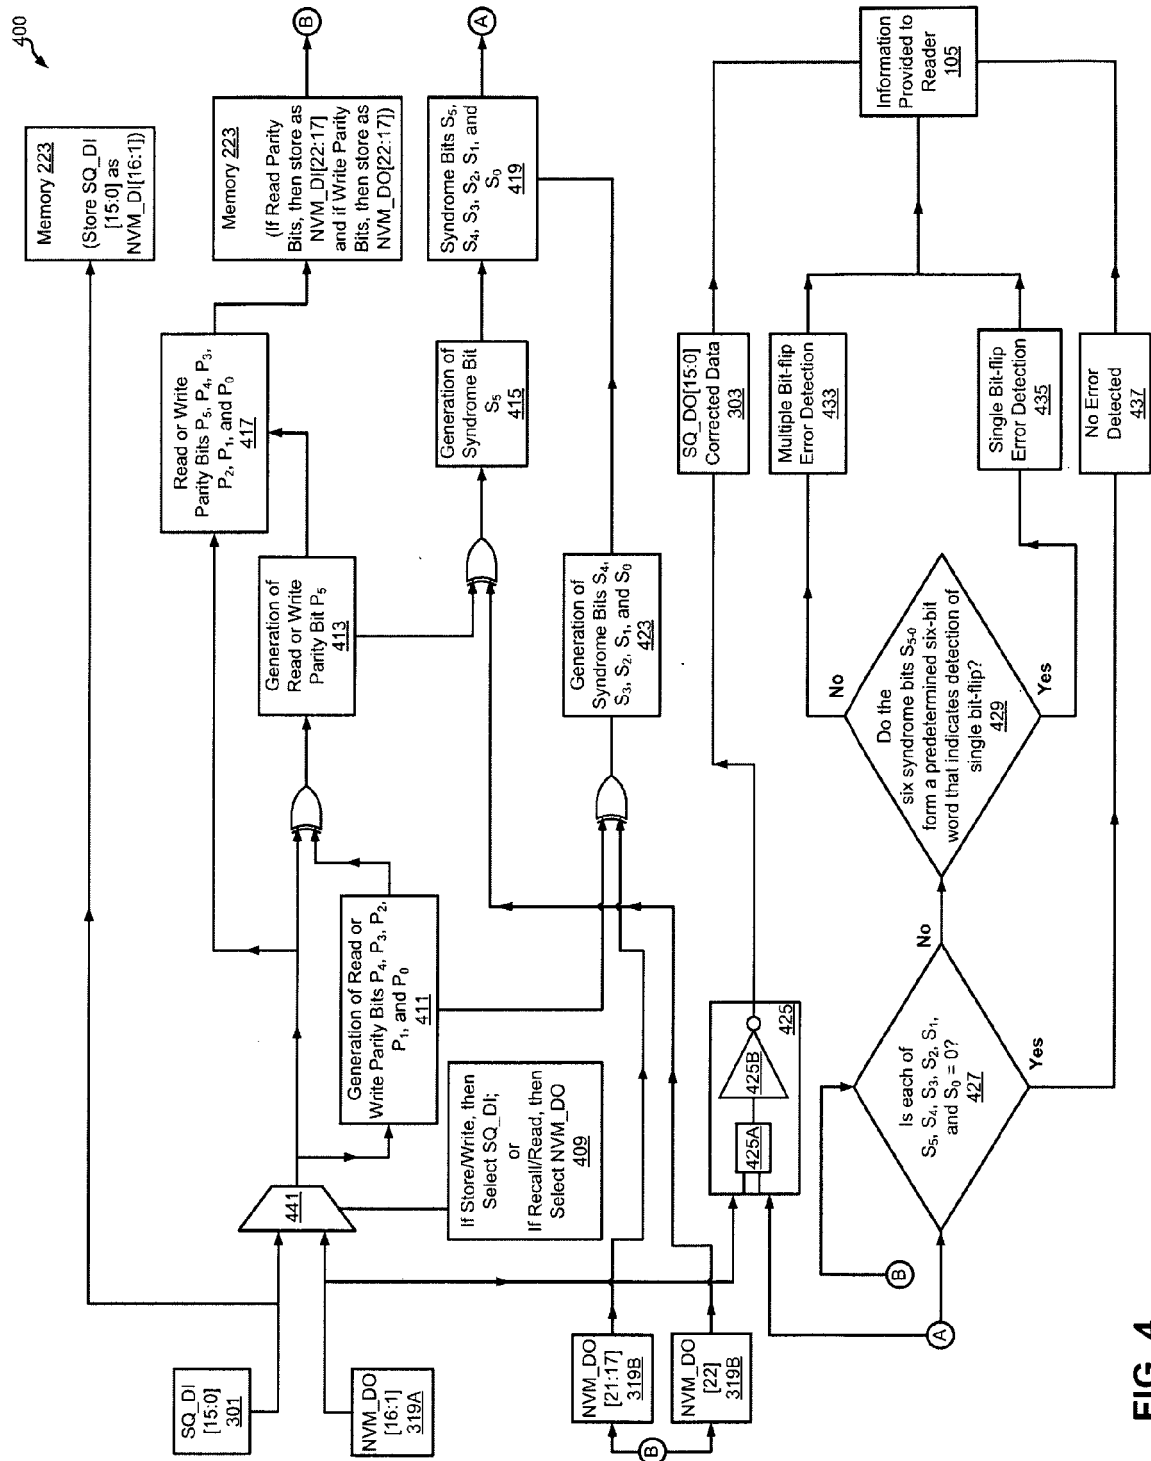 400
SQ_DI
[15:0]
301
NVM_DO
[16:1]
319A
441
Memory 223
(Store SQ_DI
[15:0] as
NVM_DI[16:1])
If Store/Write, then
Select SQ_DI;
or
If Recall/Read, then
Select NVM_DO
409
Generation of Read or
Write Parity Bits P4, P3, P2,
P1, and P0
411
Generation of
Read or Write
Parity Bit P5
413
Read or Write
Parity Bits P5, P4, P3,
P2, P1, and P0
417
Memory 223
(If Read Parity
Bits, then store as
NVM_DI[22:17]
and if Write Parity
Bits, then store as
NVM_DO[22:17])
B
Generation of
Syndrome Bit
S5
415
Syndrome Bits S5,
S4, S3, S2, S1, and
S0
419
A
Generation of
Syndrome Bits S4,
S3, S2, S1, and S0
423
B
NVM_DO
[21:17]
319B
NVM_DO
[22]
319B
425A
425B
425
SQ_DO[15:0]
Corrected Data
303
A
B
Is each of
S5, S4, S3, S2, S1,
and S0 = 0?
427
No
Yes
Do the
six syndrome bits S5-0
form a predetermined six-bit
word that indicates detection of
single bit-flip?
429
No
Yes
Multiple Bit-flip
Error Detection
433
Single Bit-flip
Error Detection
435
No Error
Detected
437
Information
Provided to
Reader
105
FIG. 4